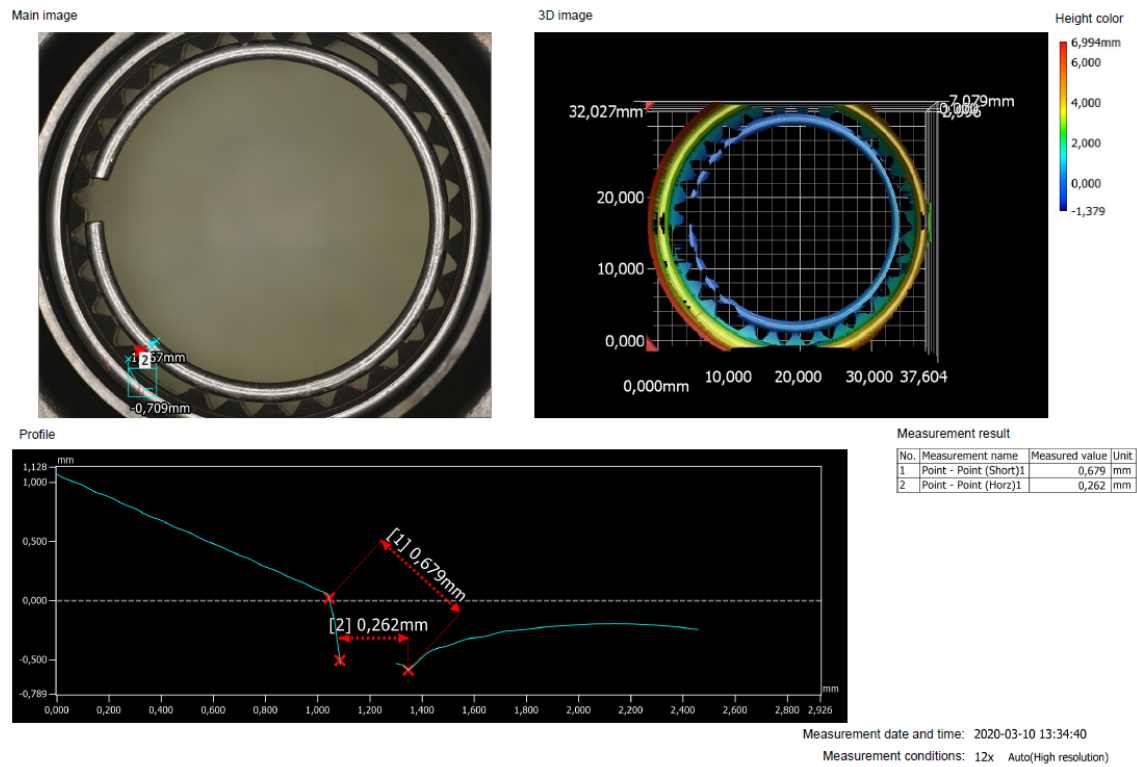 Main image
-0,709mm
2
3D image
32,027mm
20,000
10,000
0,000
0,000mm
10,000
20,000
30,000
37,604
7,079mm
Height color
6,994mm
6,000
4,000
2,000
0,000
-1,379
Profile
mm
1,128
1,000
0,500
0,000
-0,500
-0,789
[1] 0,679mm
[2] 0,262mm
mm
0,000 0,200 0,400 0,600 0,800 1,000 1,200 1,400 1,600 1,800 2,000 2,200 2,400 2,600 2,800 2,926
Measurement result
No. Measurement name Measured value Unit
1 Point - Point (Short)1 0,679 mm
2 Point - Point (Horz)1 0,262 mm
Measurement date and time: 2020-03-10 13:34:40
Measurement conditions: 12x Auto(High resolution)